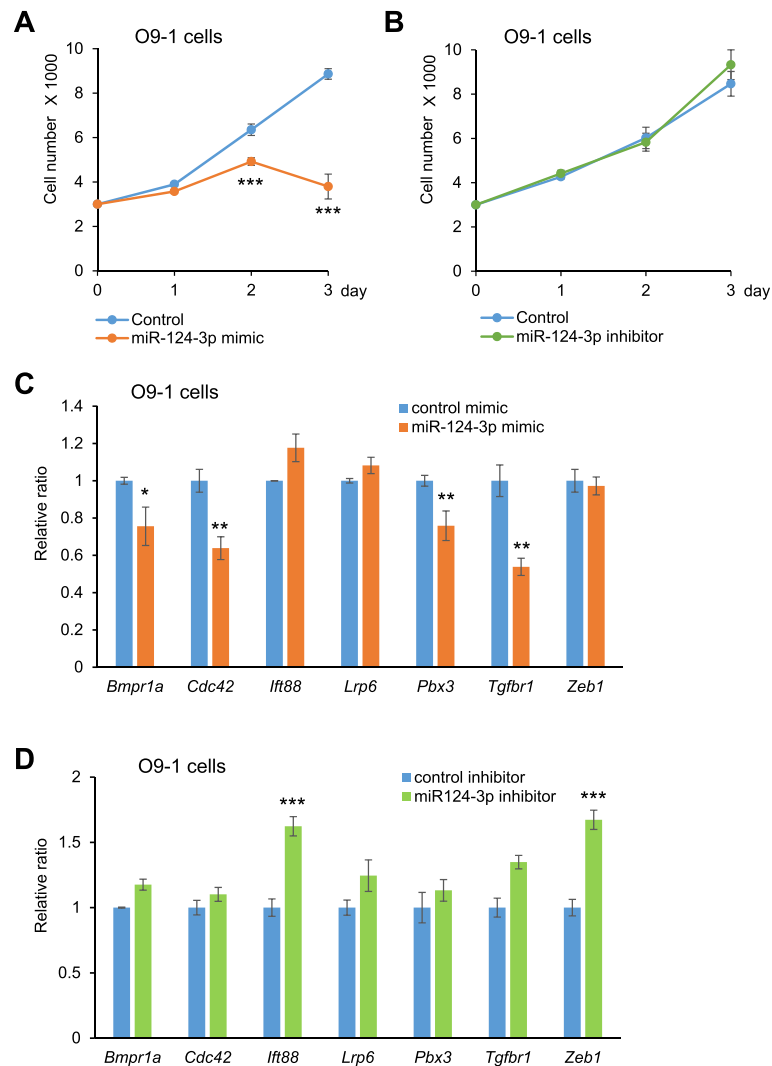 A
O9-1 cells
Cell number X 1000
10
8
6
4
2
0
***
***
0 1 2 3 day
Control
miR-124-3p mimic
B
O9-1 cells
Cell number X 1000
10
8
6
4
2
0
0 1 2 3 day
Control
miR-124-3p inhibitor
C
O9-1 cells
control mimic
miR-124-3p mimic
Relative ratio
1.4
1.2
1
0.8
0.6
0.4
0.2
0
*
**
**
**
Bmpr1a Cdc42 Ift88 Lrp6 Pbx3 Tgfbr1 Zeb1
D
O9-1 cells
control inhibitor
miR124-3p inhibitor
Relative ratio
2
1.5
1
0.5
0
***
***
Bmpr1a Cdc42 Ift88 Lrp6 Pbx3 Tgfbr1 Zeb1